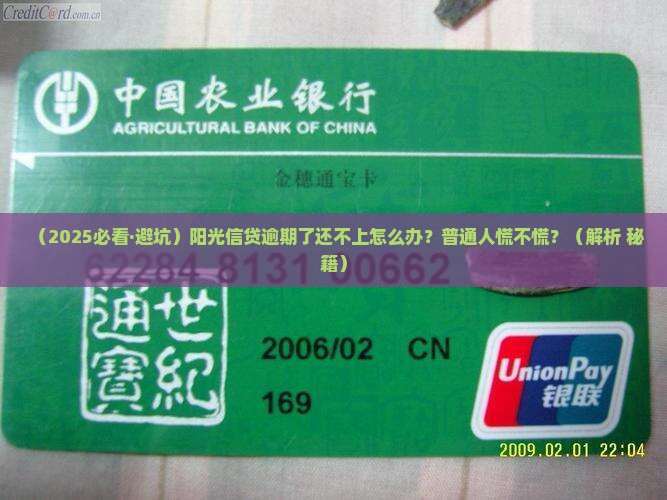 CreditCard.com.cn
中国农业银行
AGRICULTURAL BANK OF CHINA
金穗通宝卡
（2025必看·避坑）阳光信贷逾期了还不上怎么办？普通人慌不慌？（解析 秘
籍）
62284 8131 00662
世纪
通寶
2006/02 CN
169
UnionPay
银联
2009.02.01 22:04